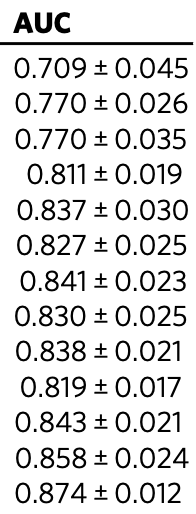 AUC
0.709 ± 0.045
0.770 ± 0.026
0.770 ± 0.035
0.811 ± 0.019
0.837 ± 0.030
0.827 ± 0.025
0.841 ± 0.023
0.830 ± 0.025
0.838 ± 0.021
0.819 ± 0.017
0.843 ± 0.021
0.858 ± 0.024
0.874 ± 0.012